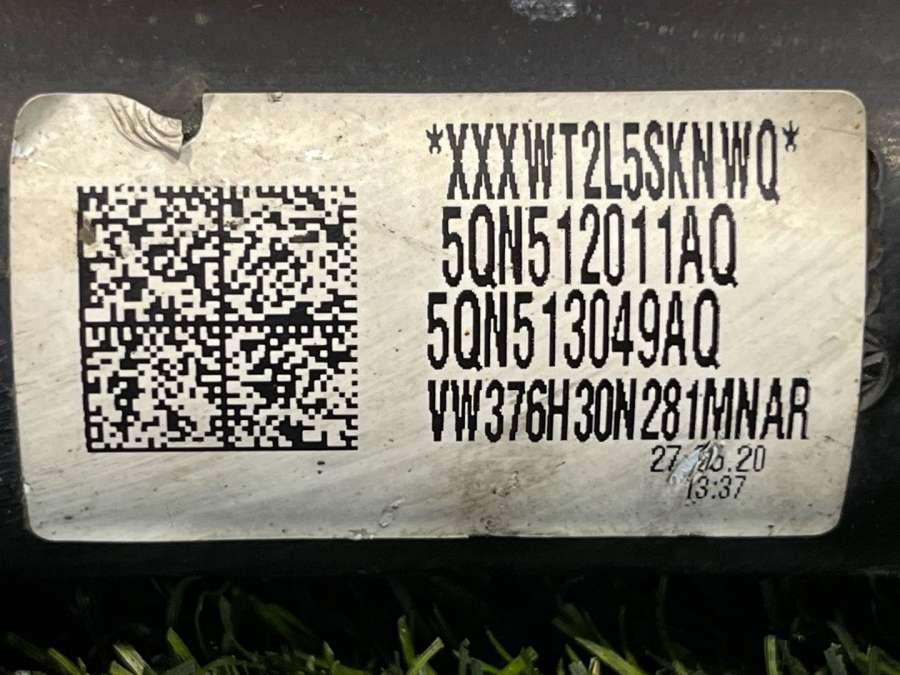 *XXXWT2L5SKNWQ*
5QN512011AQ
5QN513049AQ
VW376H30N281MNAR
13:37